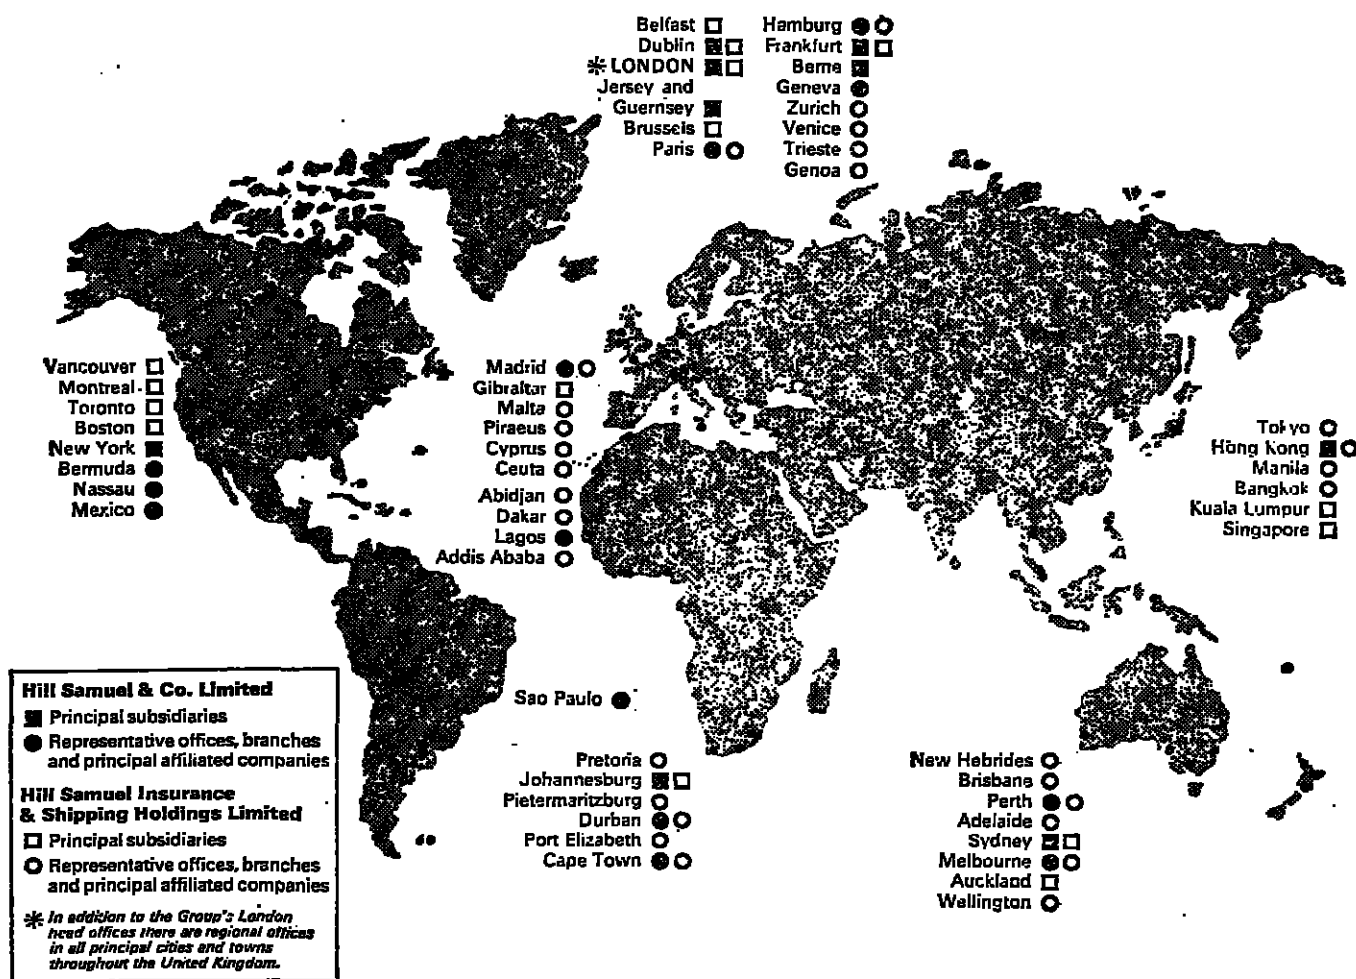 Belfast
Dublin
* LONDON
Jersey and
Guernsey
Brussels
Paris
Hamburg
Frankfurt
Berne
Geneva
Zurich
Venice
Trieste
Genoa
Vancouver
Montreal
Toronto
Boston
New York
Bermuda
Nassau
Mexico
Madrid
Gibraltar
Malta
Piraeus
Cyprus
Ceuta
Abidjan
Dakar
Lagos
Addis Ababa
Tokyo
Hong Kong
Manila
Bangkok
Kuala Lumpur
Singapore
Sao Paulo
Pretoria
Johannesburg
Pietermaritzburg
Durban
Port Elizabeth
Cape Town
New Hebrides
Brisbane
Perth
Adelaide
Sydney
Melbourne
Auckland
Wellington
Hill Samuel & Co. Limited
Principal subsidiaries
Representative offices, branches
and principal affiliated companies
Hill Samuel Insurance
& Shipping Holdings Limited
Principal subsidiaries
Representative offices, branches
and principal affiliated companies
* In addition to the Group's London
head offices there are regional offices
in all principal cities and towns
throughout the United Kingdom.